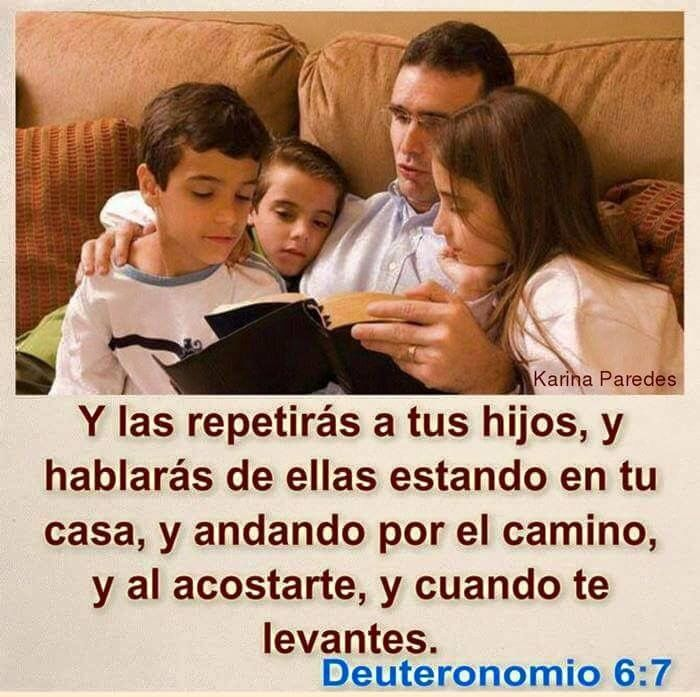 Karina Paredes
Y las repetirás a tus hijos, y
hablarás de ellas estando en tu
casa, y andando por el camino,
y al acostarte, y cuando te
levantes.
Deuteronomio 6:7